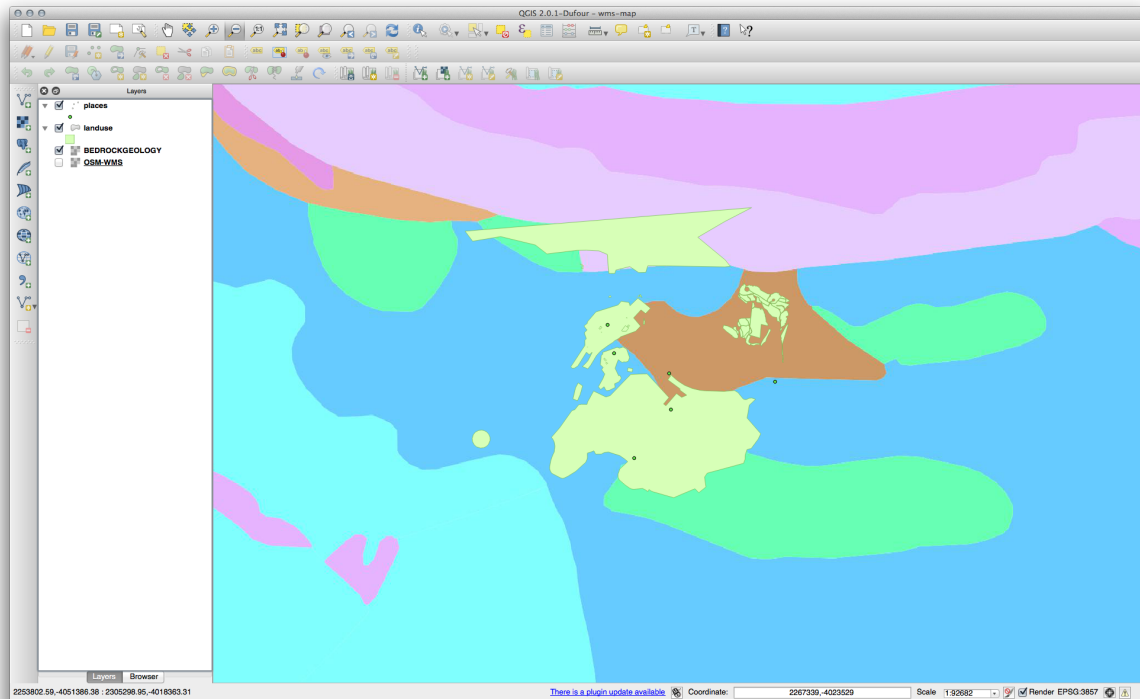 QGIS 2.0.1-Dufour - wms-map
Layers
places
landuse
BEDROCKGEOLOGY
OSM-WMS
Layers Browser
2253802.59,-4051386.38 : 2305298.95,-4018363.31 There is a plugin update available Coordinate: 2267339,-4023529 Scale 1:92682 Render EPSG:3857